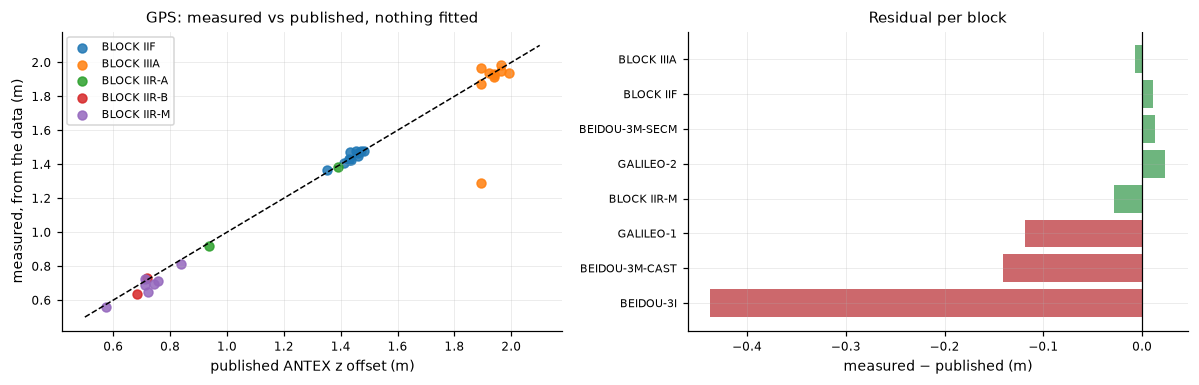 GPS: measured vs published, nothing fitted
BLOCK IIF
BLOCK IIIA
BLOCK IIR-A
BLOCK IIR-B
BLOCK IIR-M
measured, from the data (m)
2.0
1.8
1.6
1.4
1.2
1.0
0.8
0.6
0.6 0.8 1.0 1.2 1.4 1.6 1.8 2.0
published ANTEX z offset (m)
Residual per block
BLOCK IIIA
BLOCK IIF
BEIDOU-3M-SECM
GALILEO-2
BLOCK IIR-M
GALILEO-1
BEIDOU-3M-CAST
BEIDOU-3I
−0.4 −0.3 −0.2 −0.1 0.0
measured − published (m)